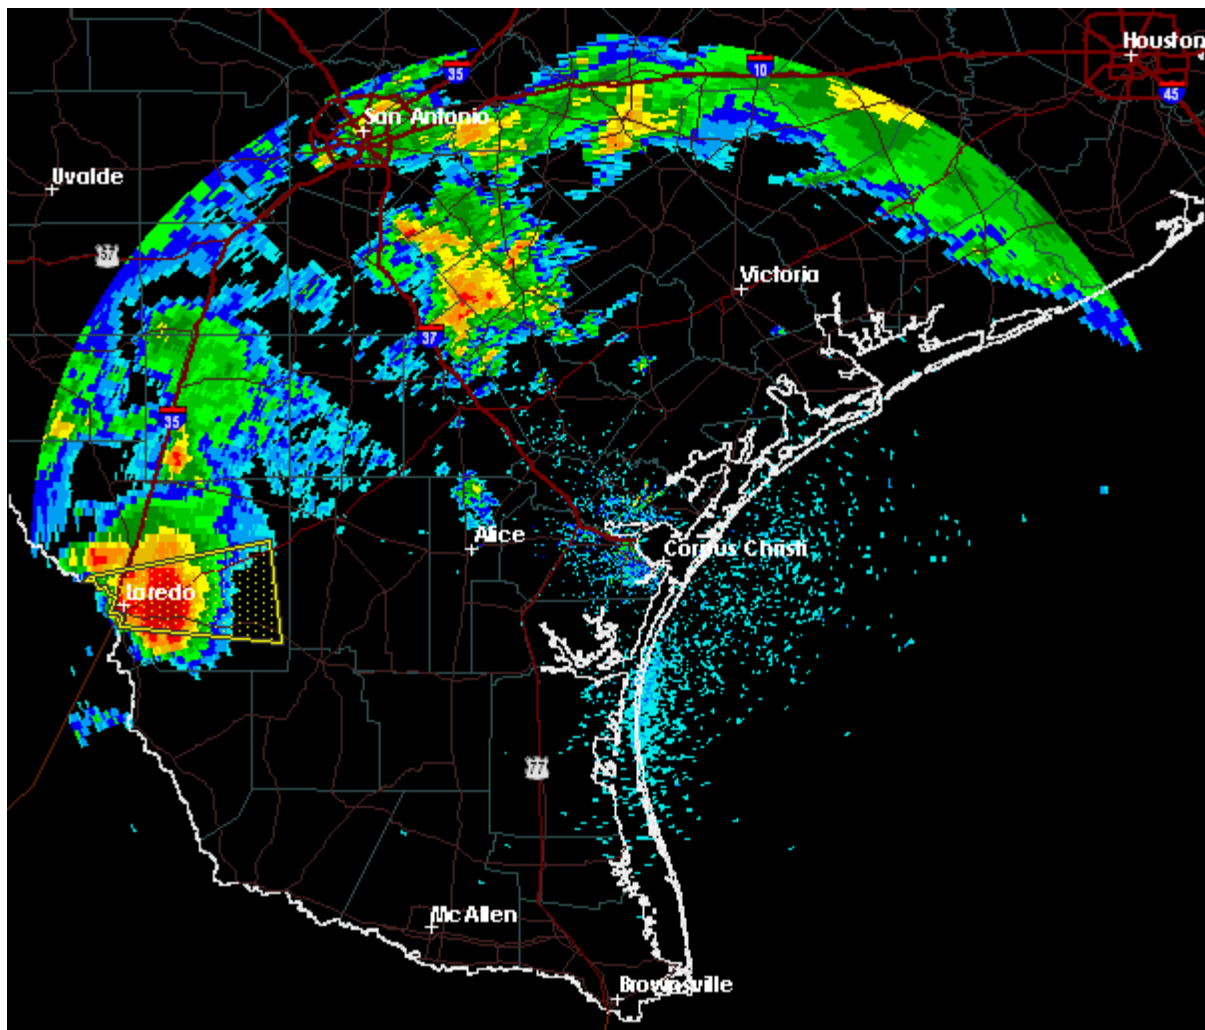 Houston
35
10
45
San Antonio
Uvalde
57
Victoria
37
35
Alice
Corpus Christi
Laredo
77
McAllen
Brownsville